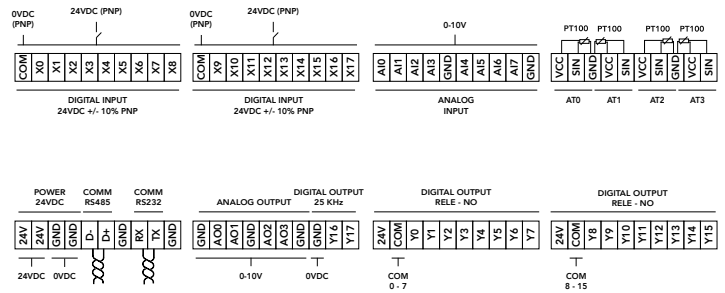 0VDC
(PNP)
24VDC (PNP)
COM X0 X1 X2 X3 X4 X5 X6 X7 X8
DIGITAL INPUT
24VDC +/- 10% PNP
0VDC
(PNP)
24VDC (PNP)
COM X9 X10 X11 X12 X13 X14 X15 X16 X17
DIGITAL INPUT
24VDC +/- 10% PNP
0-10V
AI0 AI1 AI2 AI3 GND AI4 AI5 AI6 AI7 GND
ANALOG
INPUT
PT100 PT100 PT100 PT100
VCC SIN GND VCC SIN VCC SIN GND VCC SIN
AT0 AT1 AT2 AT3
POWER
24VDC
COMM
RS485
COMM
RS232
24V 24V GND GND D- D+ GND RX TX GND
24VDC 0VDC
ANALOG OUTPUT
DIGITAL OUTPUT
25 KHz
GND AO0 AO1 GND AO2 AO3 GND GND Y16 Y17
0-10V 0VDC
DIGITAL OUTPUT
RELE - NO
24V COM Y0 Y1 Y2 Y3 Y4 Y5 Y6 Y7
COM
0 - 7
DIGITAL OUTPUT
RELE - NO
24V COM Y8 Y9 Y10 Y11 Y12 Y13 Y14 Y15
COM
8 - 15